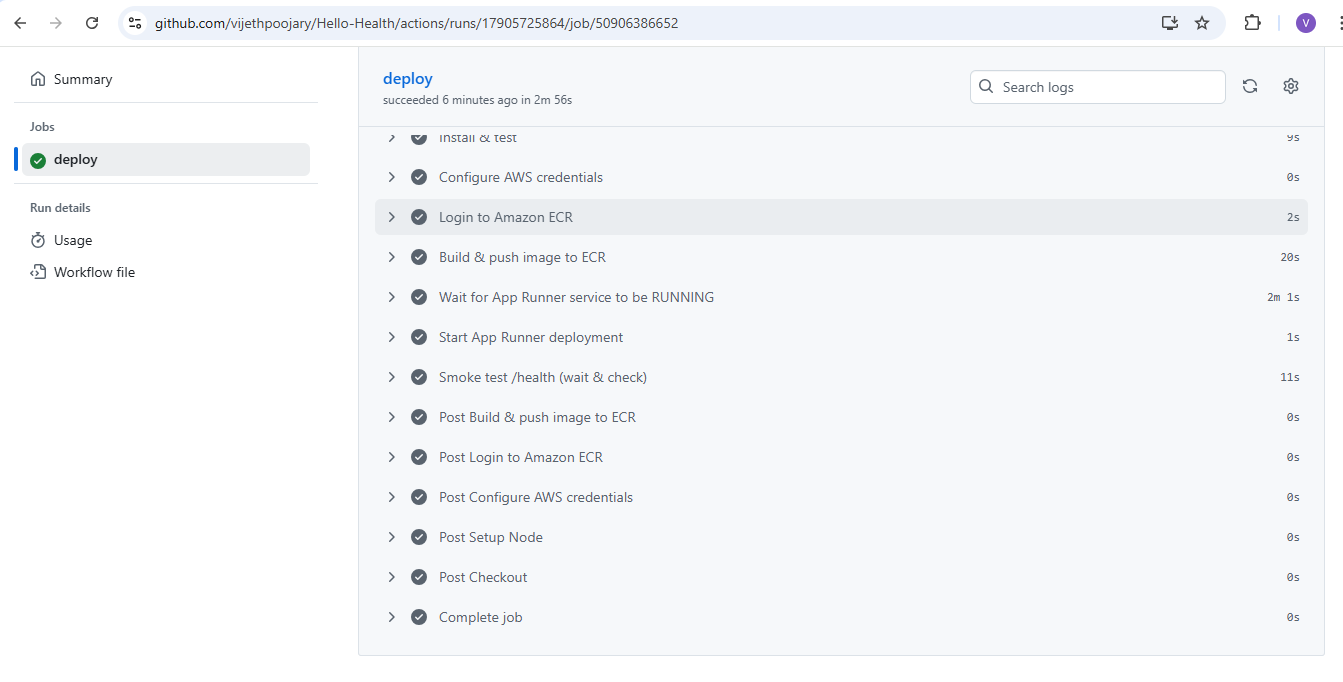 github.com/vijethpoojary/Hello-Health/actions/runs/17905725864/job/50906386652
V
Summary
Jobs
deploy
Run details
Usage
Workflow file
deploy
succeeded 6 minutes ago in 2m 56s
Search logs
Install & test 9s
Configure AWS credentials 0s
Login to Amazon ECR 2s
Build & push image to ECR 20s
Wait for App Runner service to be RUNNING 2m 1s
Start App Runner deployment 1s
Smoke test /health (wait & check) 11s
Post Build & push image to ECR 0s
Post Login to Amazon ECR 0s
Post Configure AWS credentials 0s
Post Setup Node 0s
Post Checkout 0s
Complete job 0s